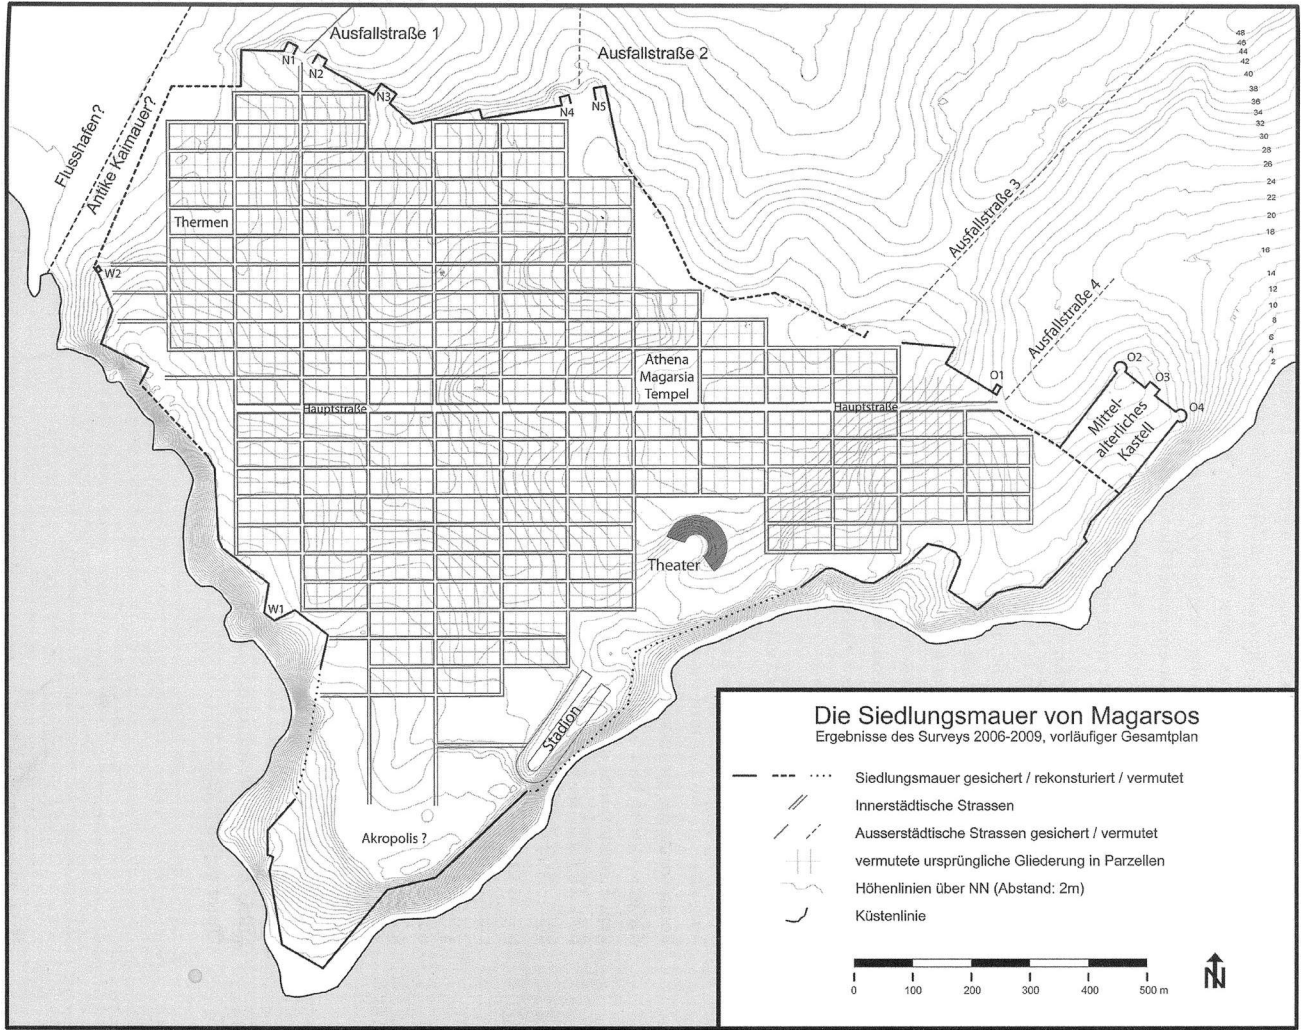 Ausfallstraße 1
Ausfallstraße 2
N1
N2
N3
N4
N5
Flusshafen?
Antike Kaimauer?
Ausfallstraße 3
Ausfallstraße 4
48
46
44
42
40
38
36
34
32
30
28
26
24
22
20
18
16
14
12
10
8
6
4
2
Thermen
W2
Athena
Magarsia
Tempel
Hauptstraße
Hauptstraße
O1
O2
O3
O4
Mittel-
alterliches
Kastell
Theater
W1
Stadion
Akropolis ?
Die Siedlungsmauer von Magarsos
Ergebnisse des Surveys 2006-2009, vorläufiger Gesamtplan
Siedlungsmauer gesichert / rekonsturiert / vermutet
Innerstädtische Strassen
Ausserstädtische Strassen gesichert / vermutet
vermutete ursprüngliche Gliederung in Parzellen
Höhenlinien über NN (Abstand: 2m)
Küstenlinie
0 100 200 300 400 500 m
N